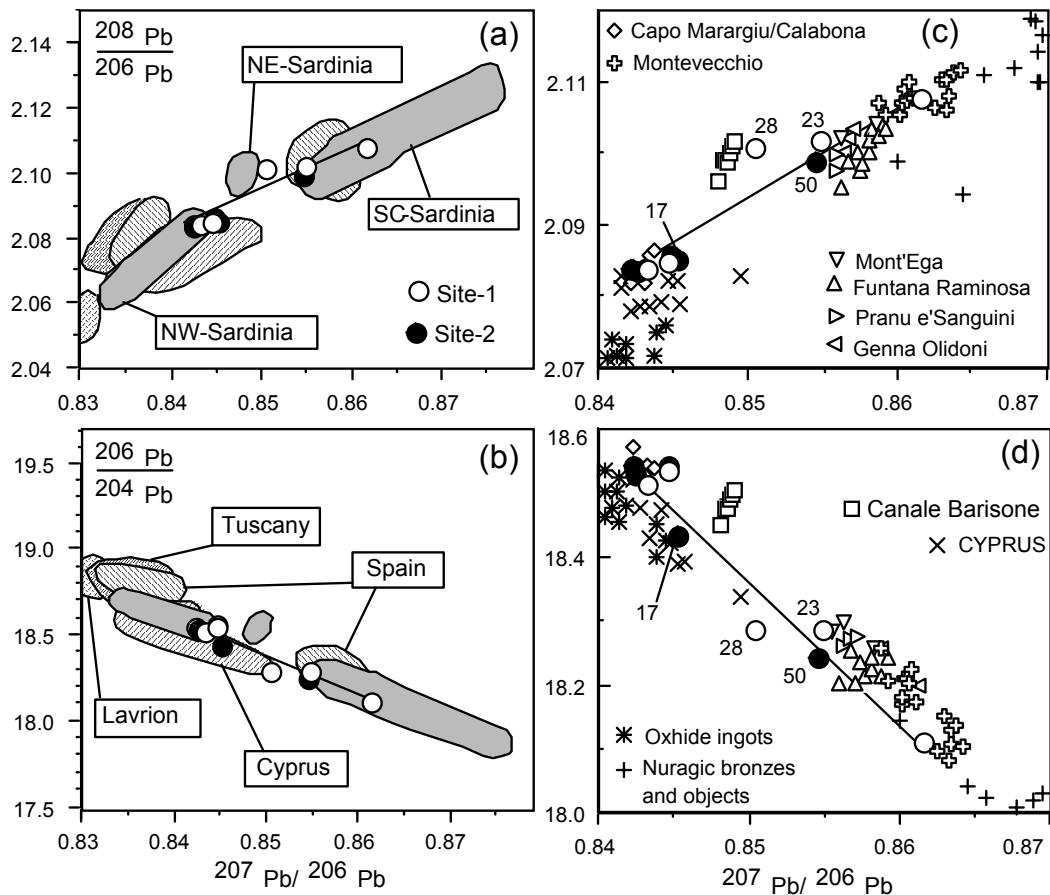 2.14
2.12
2.10
2.08
2.06
2.04
208 Pb
206 Pb
(a)
NE-Sardinia
SC-Sardinia
NW-Sardinia
Site-1
Site-2
0.83 0.84 0.85 0.86 0.87
Capo Marargiu/Calabona
Montevecchio
(c)
2.11
2.09
2.07
28
23
50
17
Mont'Ega
Funtana Raminosa
Pranu e'Sanguini
Genna Olidoni
0.84 0.85 0.86 0.87
19.5
19.0
18.5
18.0
17.5
206 Pb
204 Pb
(b)
Tuscany
Spain
Lavrion
Cyprus
0.83 0.84 0.85 0.86 0.87
207 Pb/ 206 Pb
18.6
18.4
18.2
18.0
(d)
Canale Barisone
CYPRUS
17
28
23
50
Oxhide ingots
Nuragic bronzes
and objects
0.84 0.85 0.86 0.87
207 Pb/ 206 Pb